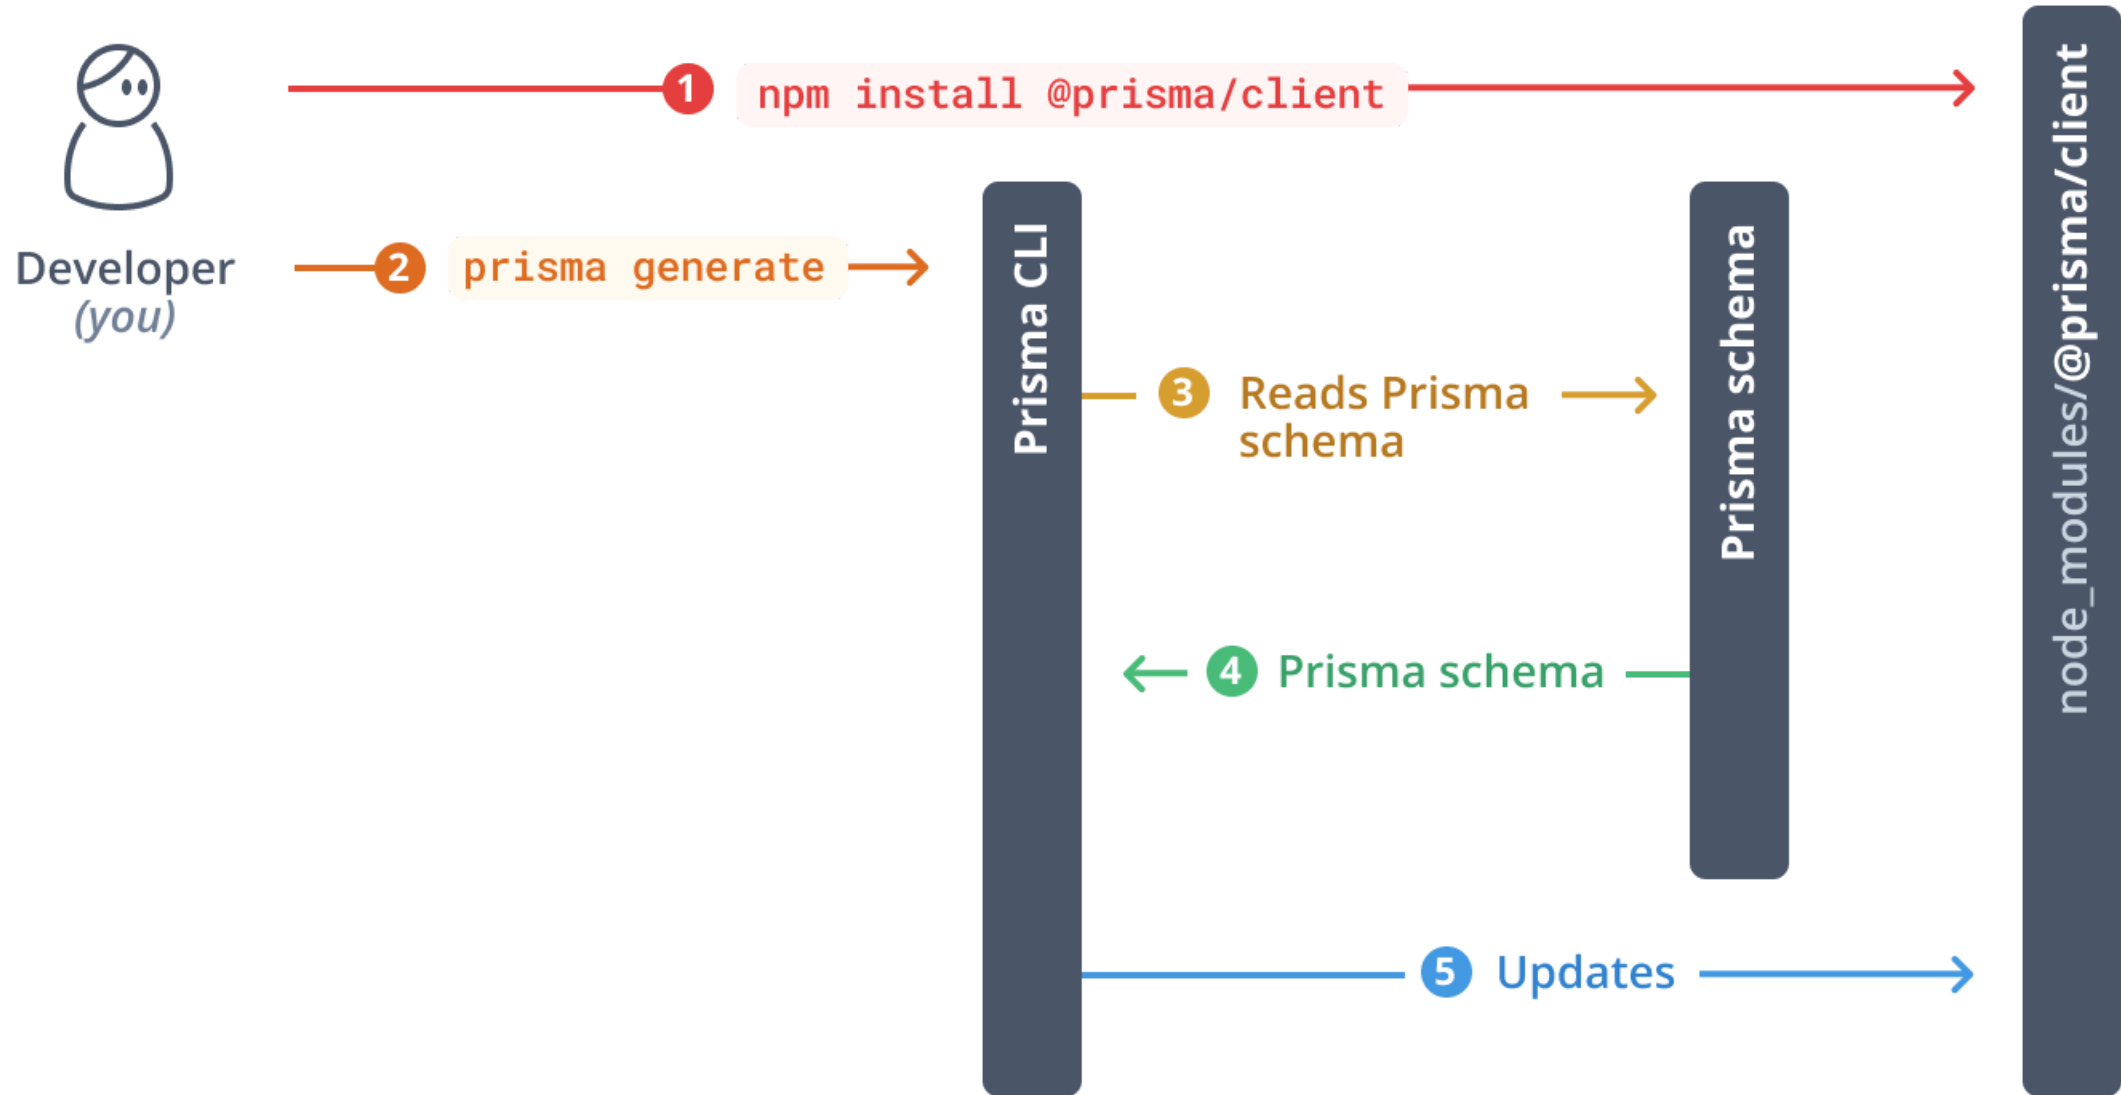 1 npm install @prisma/client
Developer
(you)
2 prisma generate
Prisma CLI
3 Reads Prisma
schema
Prisma schema
4 Prisma schema
5 Updates
node_modules/@prisma/client